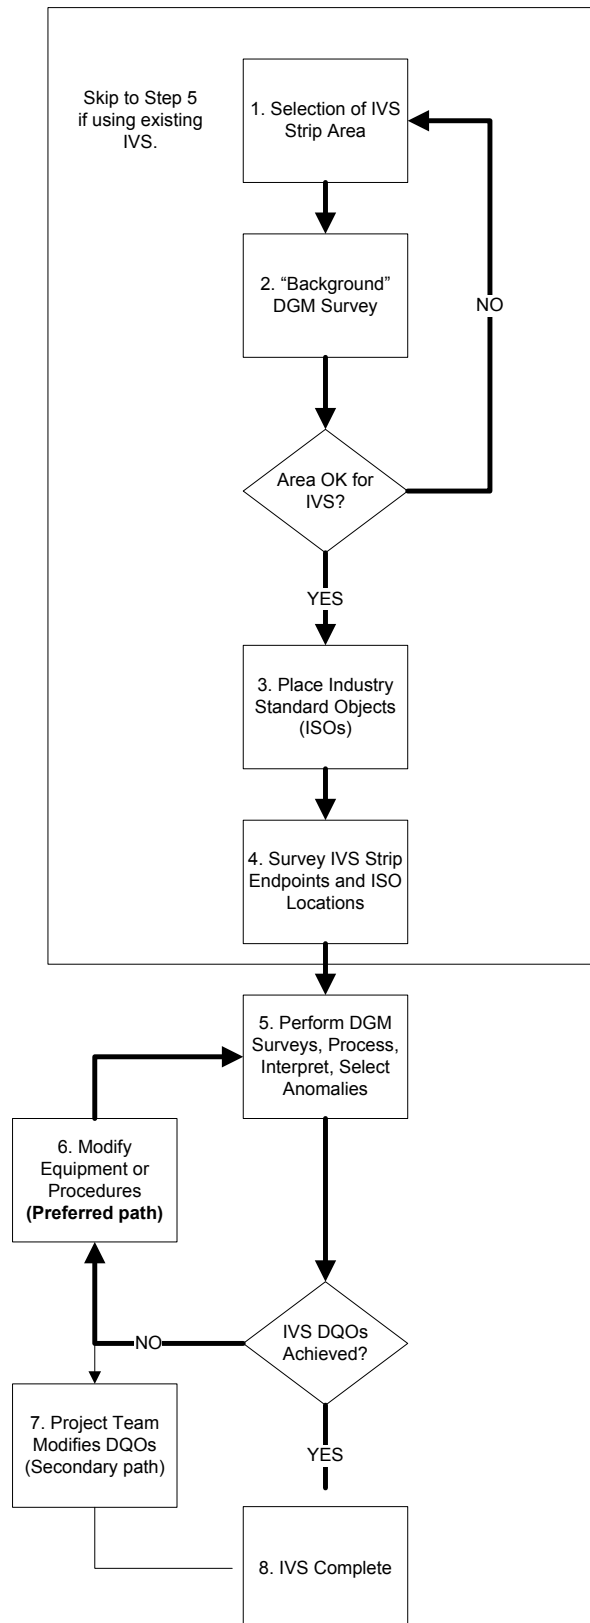 Skip to Step 5
if using existing
IVS.
1. Selection of IVS
Strip Area
2. “Background”
DGM Survey
NO
Area OK for
IVS?
YES
3. Place Industry
Standard Objects
(ISOs)
4. Survey IVS Strip
Endpoints and ISO
Locations
5. Perform DGM
Surveys, Process,
Interpret, Select
Anomalies
6. Modify
Equipment or
Procedures
(Preferred path)
IVS DQOs
Achieved?
NO
7. Project Team
Modifies DQOs
(Secondary path)
YES
8. IVS Complete